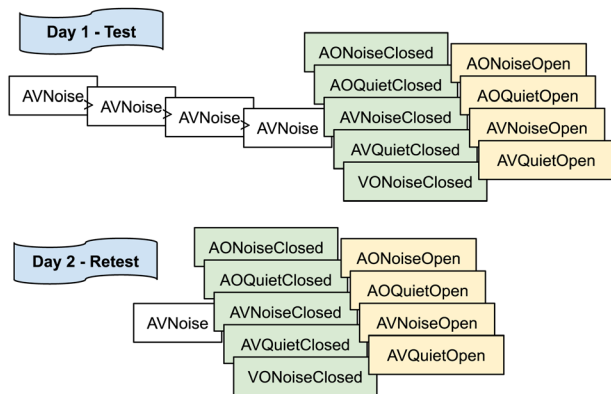 Day 1 - Test
AVNoise
AVNoise
AVNoise
AVNoise
AONoiseClosed
AOQuietClosed
AVNoiseClosed
AVQuietClosed
VONoiseClosed
AONoiseOpen
AOQuietOpen
AVNoiseOpen
AVQuietOpen
Day 2 - Retest
AVNoise
AONoiseClosed
AOQuietClosed
AVNoiseClosed
AVQuietClosed
VONoiseClosed
AONoiseOpen
AOQuietOpen
AVNoiseOpen
AVQuietOpen